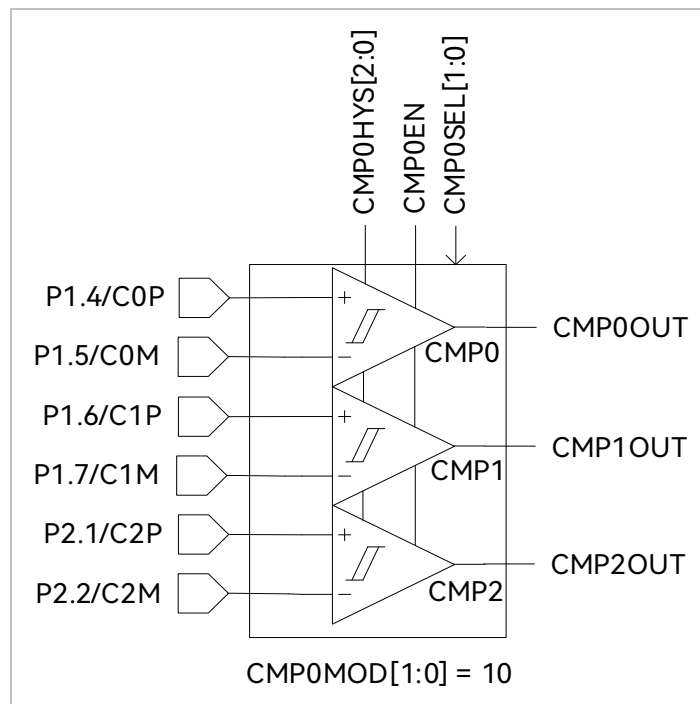 CMP0HYS[2:0]
CMP0EN
CMP0SEL[1:0]
P1.4/C0P
+
CMP0OUT
P1.5/C0M
−
CMP0
P1.6/C1P
+
CMP1OUT
P1.7/C1M
−
CMP1
P2.1/C2P
+
CMP2OUT
P2.2/C2M
−
CMP2
CMP0MOD[1:0] = 10